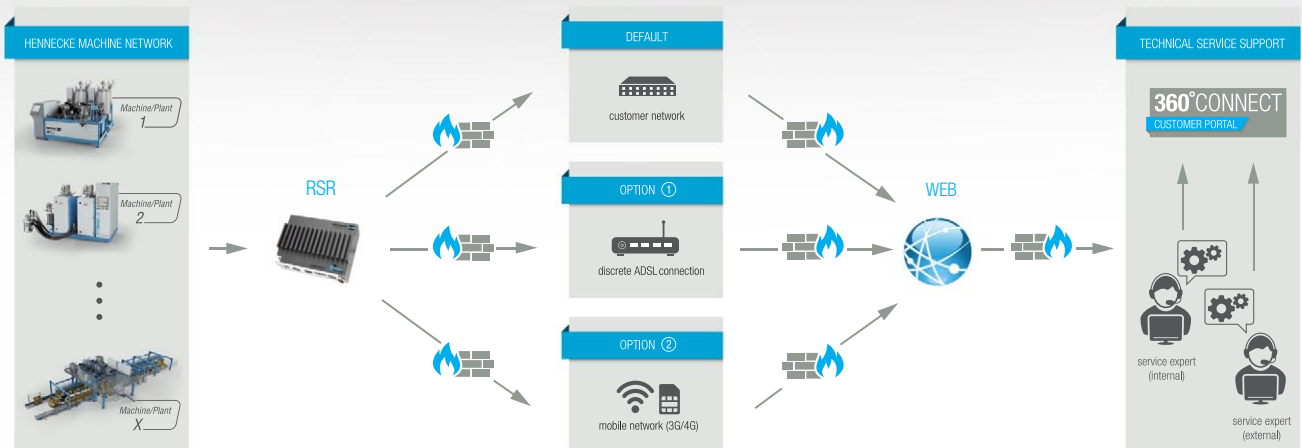 HENNECKE MACHINE NETWORK
Machine/Plant
1
Machine/Plant
2
Machine/Plant
X
RSR
DEFAULT
customer network
OPTION ①
discrete ADSL connection
OPTION ②
mobile network (3G/4G)
WEB
TECHNICAL SERVICE SUPPORT
360°CONNECT
CUSTOMER PORTAL
service expert
(internal)
service expert
(external)